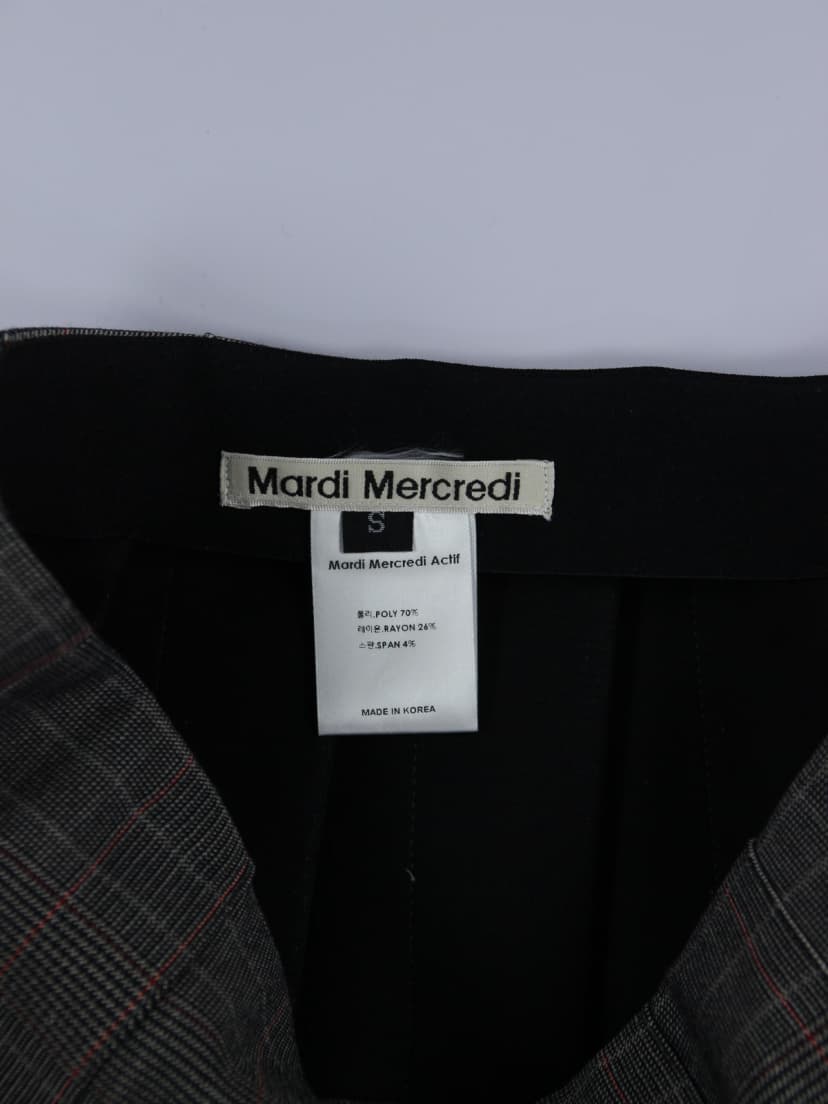 Mardi Mercredi
S
Mardi Mercredi Actif
폴리.POLY 70%
레이온.RAYON 26%
스판.SPAN 4%
MADE IN KOREA